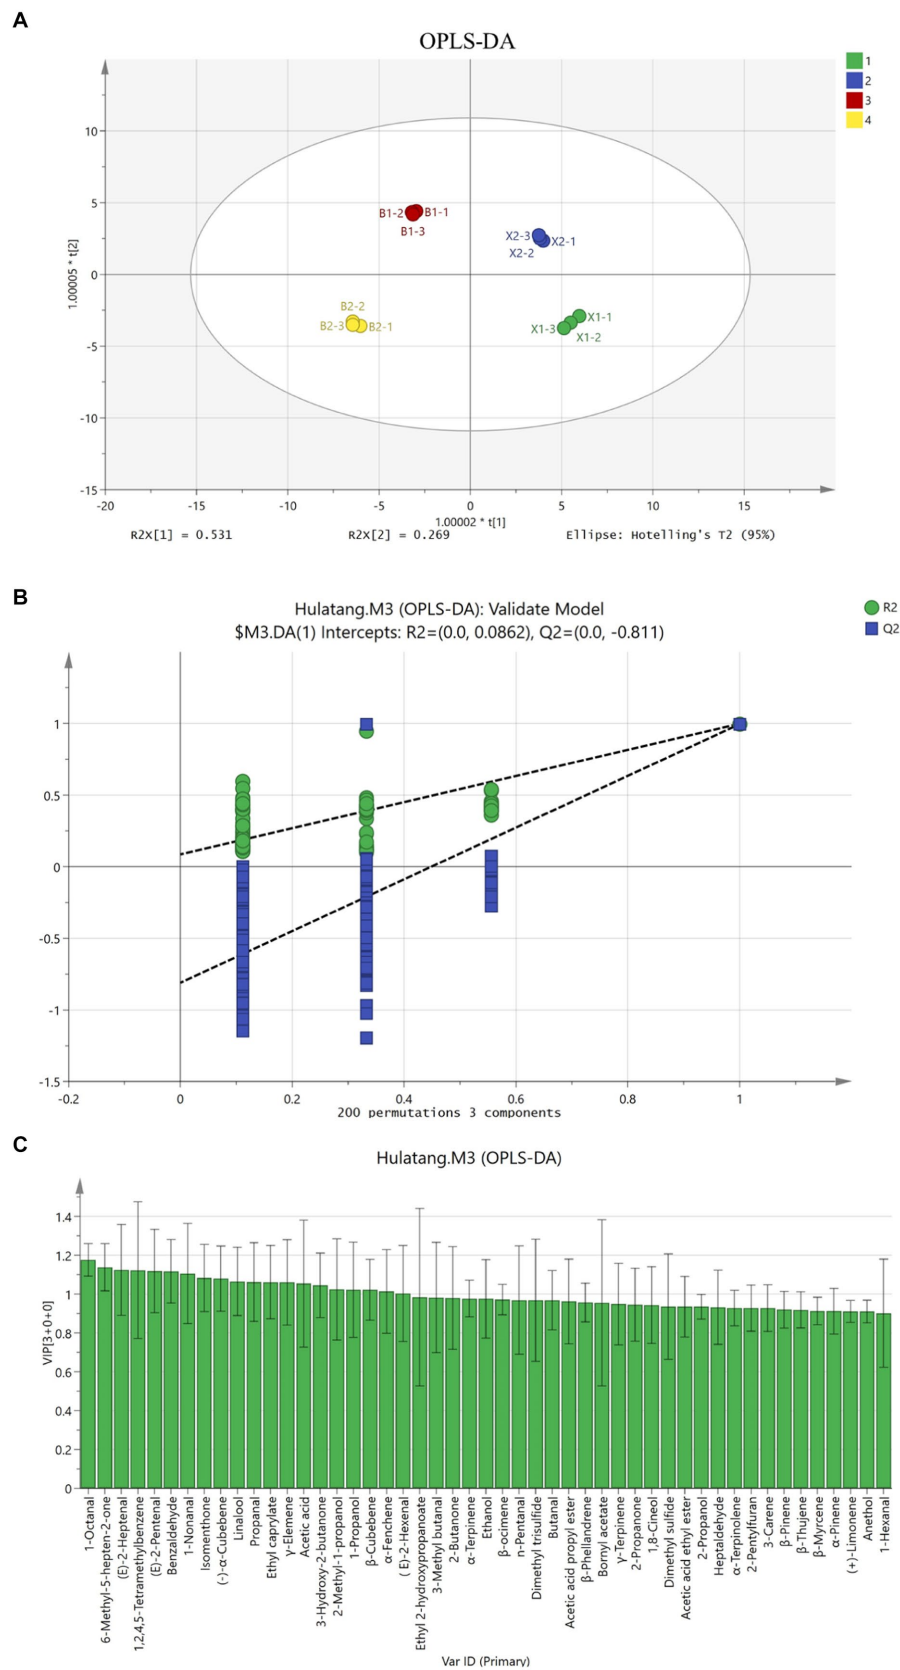 A
OPLS-DA
1
2
3
4
10
5
0
-5
-10
-15
1.00005 * t[2]
B1-2
B1-1
B1-3
X2-3
X2-1
X2-2
B2-2
B2-3
B2-1
X1-1
X1-3
X1-2
-20 -15 -10 -5 0 5 10 15
1.00002 * t[1]
R2X[1] = 0.531 R2X[2] = 0.269 Ellipse: Hotelling's T2 (95%)
B
Hulatang.M3 (OPLS-DA): Validate Model
$M3.DA(1) Intercepts: R2=(0.0, 0.0862), Q2=(0.0, -0.811)
R2
Q2
1
0.5
0
-0.5
-1
-1.5
-0.2 0 0.2 0.4 0.6 0.8 1
200 permutations 3 components
C
Hulatang.M3 (OPLS-DA)
1.4
1.2
1
0.8
0.6
0.4
0.2
0
VIP[3+0+0]
1-Octanal
6-Methyl-5-hepten-2-one
(E)-2-Heptenal
1,2,4,5-Tetramethylbenzene
(E)-2-Pentenal
Benzaldehyde
1-Nonanal
Isomenthone
(-)-α-Cubebene
Linalool
Propanal
Ethyl caprylate
γ-Elemene
Acetic acid
3-Hydroxy-2-butanone
2-Methyl-1-propanol
1-Propanol
β-Cubebene
α-Fenchene
( E)-2-Hexenal
Ethyl 2-hydroxypropanoate
3-Methyl butanal
2-Butanone
α-Terpinene
Ethanol
β-ocimene
n-Pentanal
Dimethyl trisulfide
Butanal
Acetic acid propyl ester
β-Phellandrene
Bornyl acetate
γ-Terpinene
2-Propanone
1,8-Cineol
Dimethyl sulfide
Acetic acid ethyl ester
2-Propanol
Heptaldehyde
α-Terpinolene
2-Pentylfuran
3-Carene
β-Pinene
β-Thujene
β-Myrcene
α-Pinene
(+)-Limonene
Anethol
1-Hexanal
Var ID (Primary)